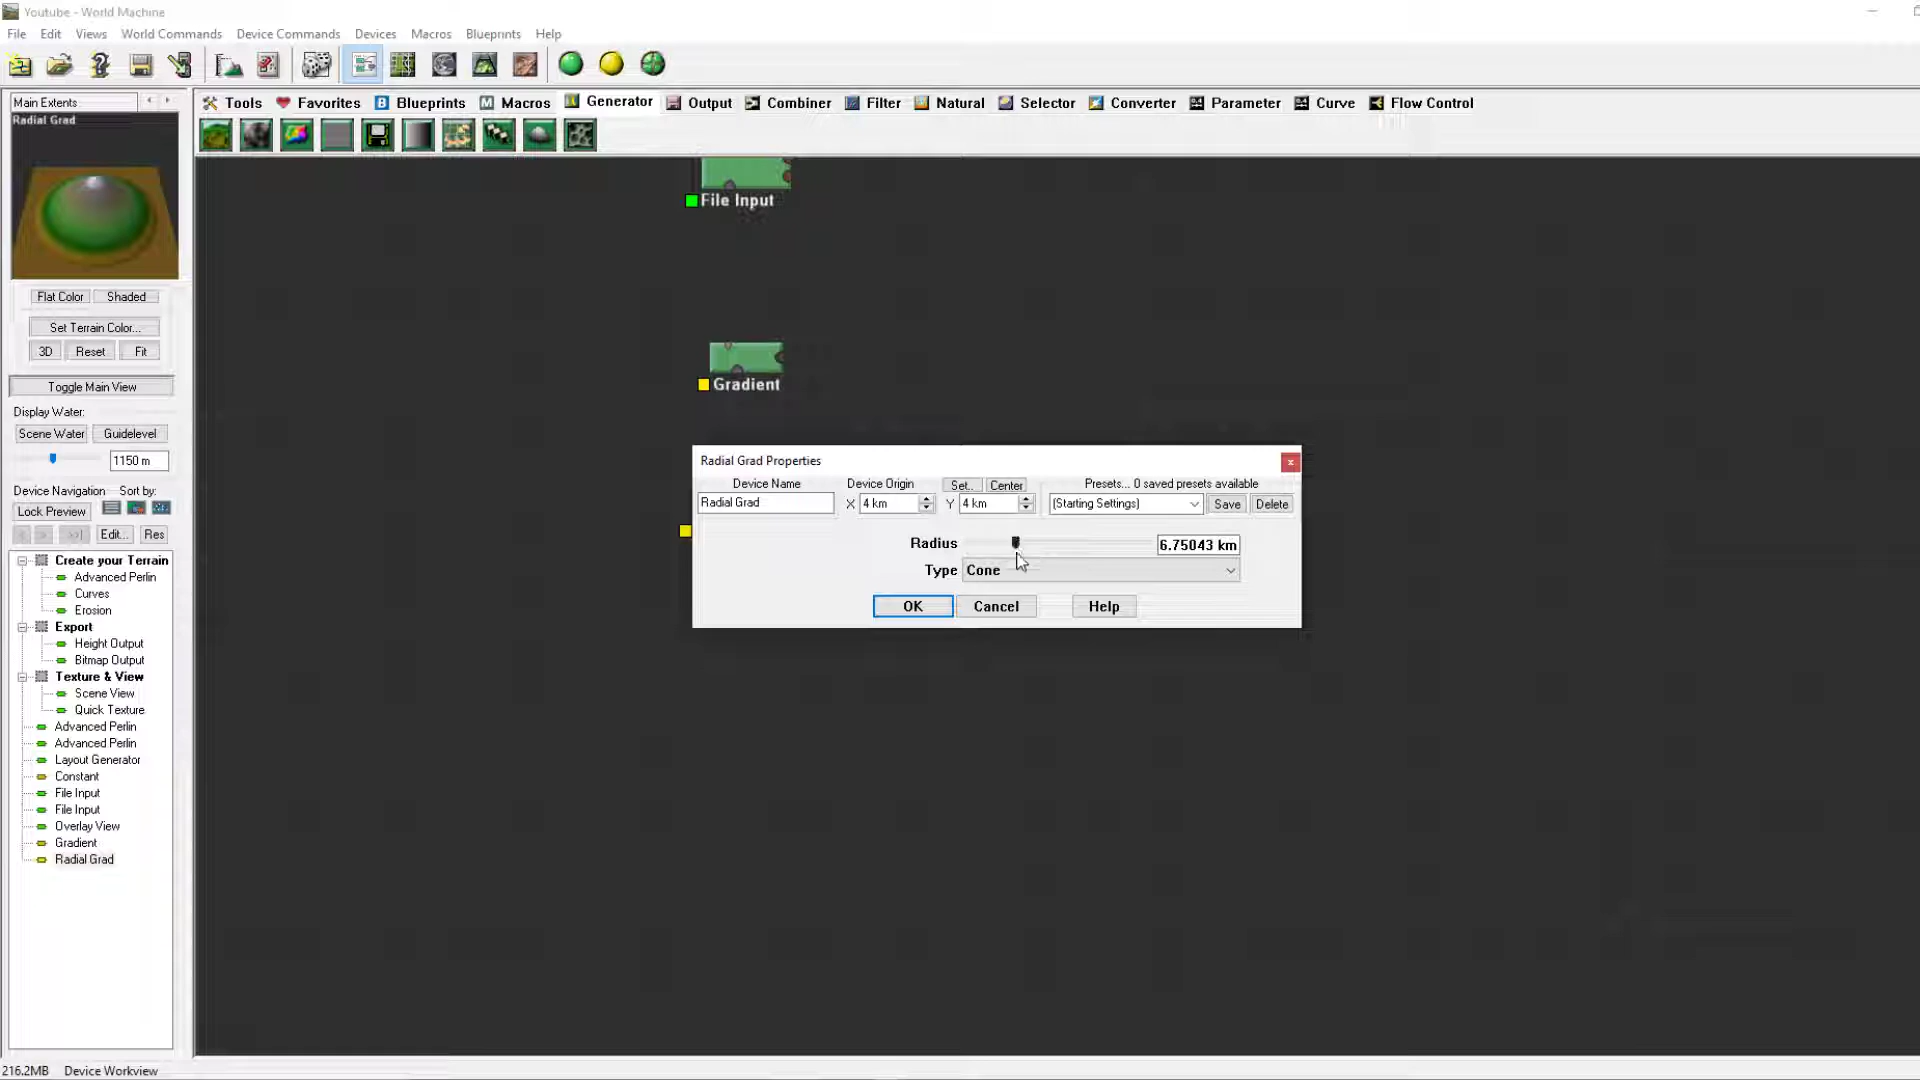 Youtube - World Machine
File Edit Views World Commands Device Commands Devices Macros Blueprints Help
Main Extents
Tools Favorites Blueprints Macros Generator Output Combiner Filter Natural Selector Converter Parameter Curve Flow Control
Radial Grad
File Input
Flat Color Shaded
Set Terrain Color...
3D Reset Fit
Toggle Main View
Gradient
Display Water:
Scene Water Guidelevel
1150 m
Radial Grad Properties
Device Name Device Origin Set.. Center Presets... 0 saved presets available
Radial Grad X 4 km Y 4 km (Starting Settings) Save Delete
Radius 6.75043 km
Type Cone
OK Cancel Help
Device Navigation Sort by:
Lock Preview
Edit... Res
Create your Terrain
Advanced Perlin
Curves
Erosion
Export
Height Output
Bitmap Output
Texture & View
Scene View
Quick Texture
Advanced Perlin
Advanced Perlin
Layout Generator
Constant
File Input
File Input
Overlay View
Gradient
Radial Grad
216.2MB Device Workview